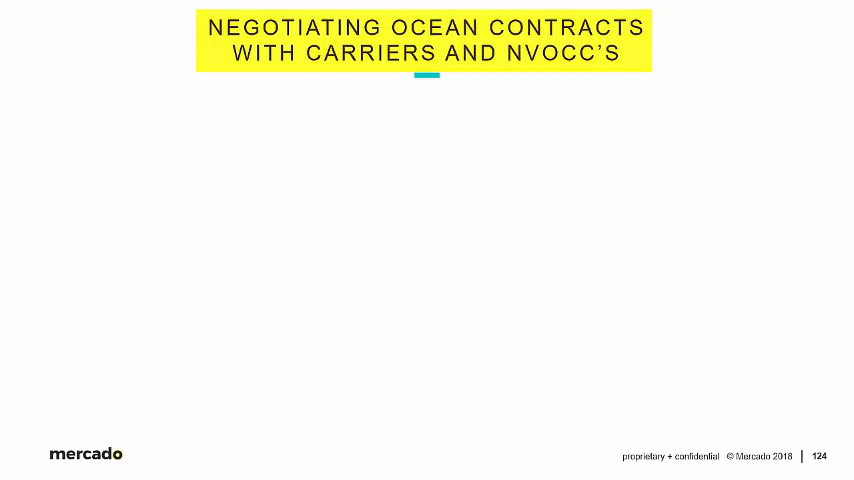 NEGOTIATING OCEAN CONTRACTS
WITH CARRIERS AND NVOCC'S
mercado
proprietary + confidential © Mercado 2018 | 124